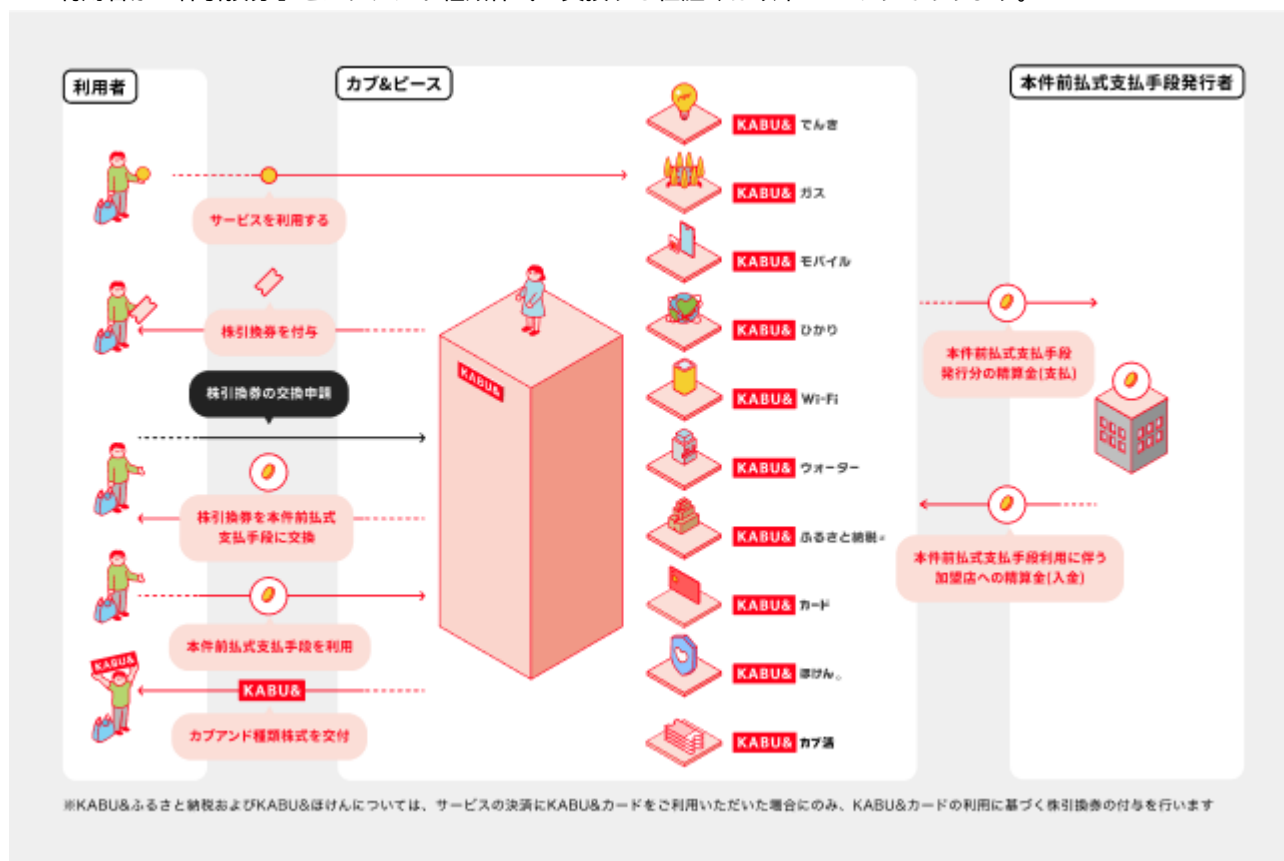 利用者
カブ&ピース
本件前払式支払手段発行者
サービスを利用する
株引換券を付与
株引換券の交換申請
株引換券を本件前払式
支払手段に交換
本件前払式支払手段を利用
KABU&
KABU&
カブアンド種類株式を交付
KABU&
KABU& でんき
KABU& ガス
KABU& モバイル
KABU& ひかり
KABU& Wi-Fi
KABU& ウォーター
KABU& ふるさと納税
KABU& カード
KABU& ほけん。
KABU& カブ活
本件前払式支払手段
発行分の精算金(支払)
本件前払式支払手段利用に伴う
加盟店への精算金(入金)
※KABU&ふるさと納税およびKABU&ほけんについては、サービスの決済にKABU&カードをご利用いただいた場合にのみ、KABU&カードの利用に基づく株引換券の付与を行います